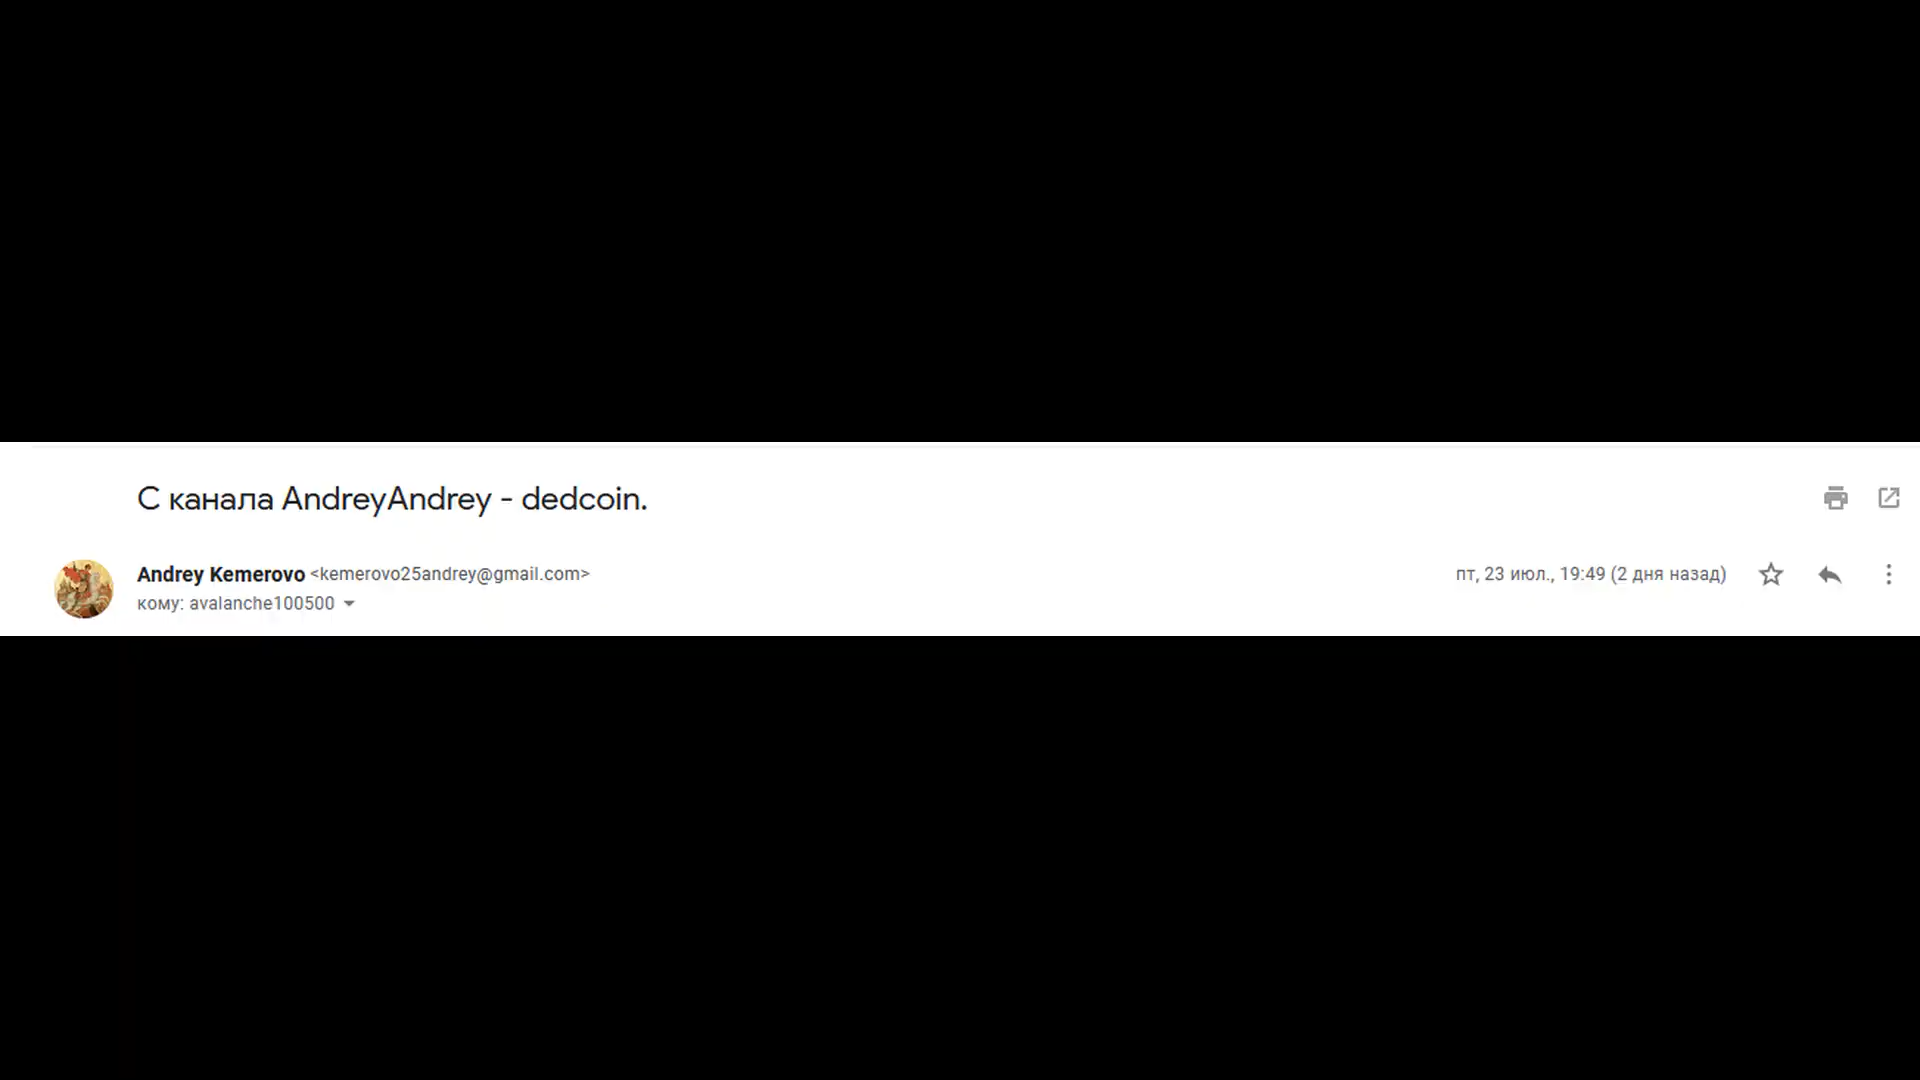 С канала AndreyAndrey - dedcoin.
Andrey Kemerovo <kemerovo25andrey@gmail.com> пт, 23 июл., 19:49 (2 дня назад)
кому: avalanche100500